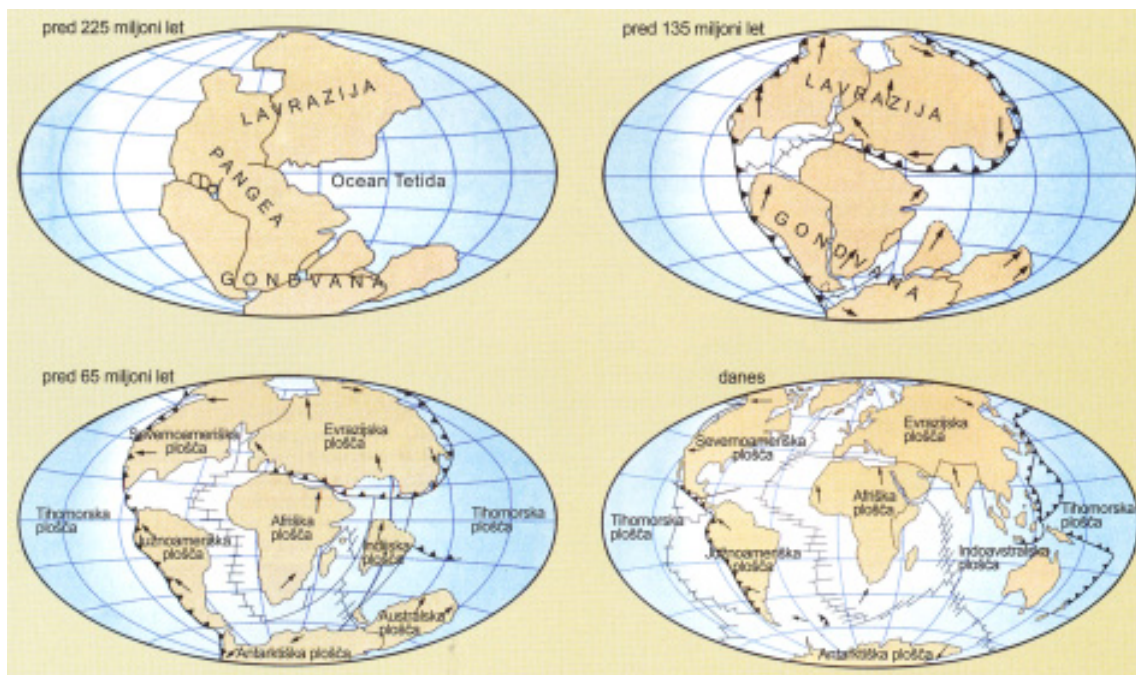 pred 225 miljoni let
LAVRAZIJA
PANGEA
Ocean Tetida
GONDVANA
pred 135 miljoni let
LAVRAZIJA
GONDVANA
pred 65 miljoni let
Severnoameriška
plošča
Evrazijska
plošča
Tihomorska
plošča
Afriška
plošča
Tihomorska
plošča
Južnoameriška
plošča
Indijska
plošča
Avstralska
plošča
Antarktiška plošča
danes
Severnoameriška
plošča
Evrazijska
plošča
Tihomorska
plošča
Afriška
plošča
Tihomorska
plošča
Južnoameriška
plošča
Indoavstralska
plošča
Antarktiška plošča